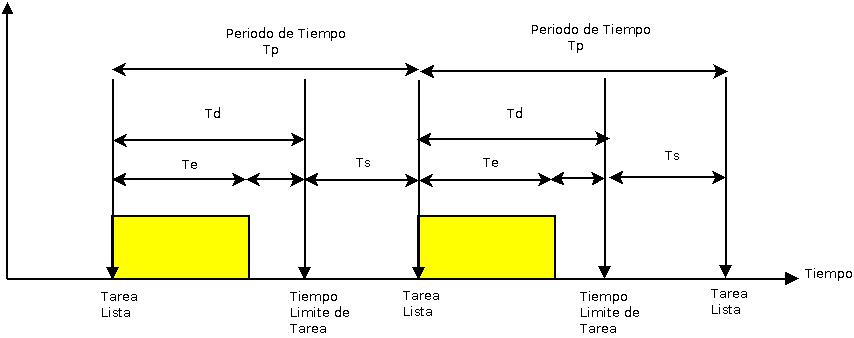 Periodo de Tiempo
Tp
Periodo de Tiempo
Tp
Td
Td
Te
Ts
Te
Ts
Tiempo
Tarea
Lista
Tiempo
Limite de
Tarea
Tarea
Lista
Tiempo
Limite de
Tarea
Tarea
Lista